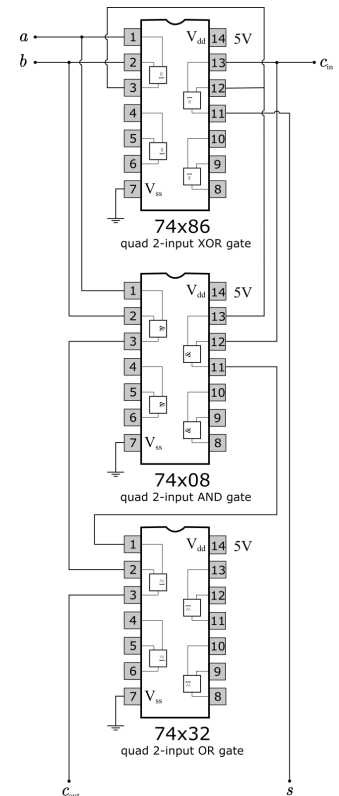 a 1 V_dd 14 5V
b 2 13 c_in
3 12
4 11
5 10
6 9
7 V_ss 8
74x86
quad 2-input XOR gate
1 V_dd 14 5V
2 13
3 12
4 11
5 10
6 9
7 V_ss 8
74x08
quad 2-input AND gate
1 V_dd 14 5V
2 13
3 12
4 11
5 10
6 9
7 V_ss 8
74x32
quad 2-input OR gate
c_out s